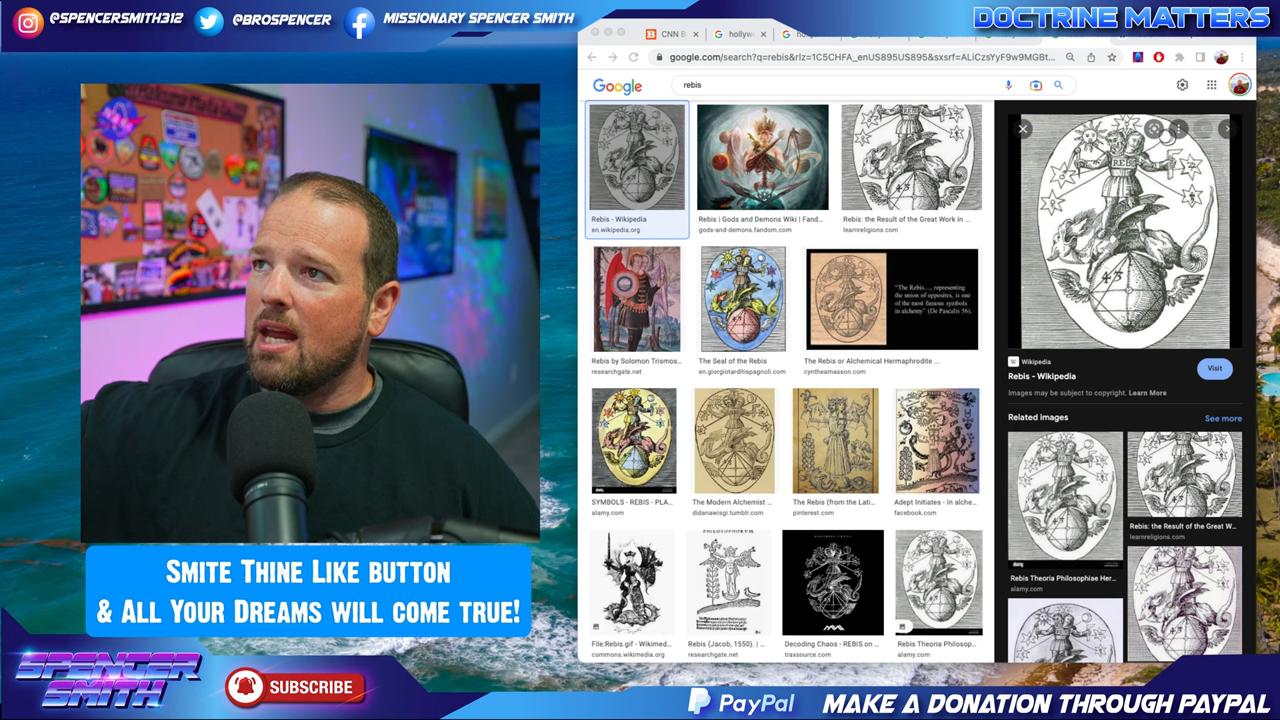 @SPENCERSMITH312
@BROSPENCER
MISSIONARY SPENCER SMITH
DOCTRINE MATTERS
CNN B
hollyw
google.com/search?q=rebis&rlz=1C5CHFA_enUS895US895&sxsrf=ALiCzsYyF9w9MGBt...
Google
rebis
Rebis - Wikipedia
en.wikipedia.org
Rebis | Gods and Demons Wiki | Fand...
gods-and-demons.fandom.com
Rebis: the Result of the Great Work in ...
learnreligions.com
Rebis by Solomon Trismos...
researchgate.net
The Seal of the Rebis
en.giorgiotarditispagnoli.com
"The Rebis..., representing
the union of opposites, is one
of the most famous symbols
in alchemy" (De Pascalis 56).
The Rebis or Alchemical Hermaphrodite ...
cyntheamasson.com
SYMBOLS - REBIS - PLA...
alamy.com
The Modern Alchemist ...
didanawisgi.tumblr.com
The Rebis (from the Lati...
pinterest.com
Adept Initiates - In alche...
facebook.com
File:Rebis.gif - Wikimed...
commons.wikimedia.org
Rebis (Jacob, 1550). | ...
researchgate.net
Decoding Chaos - REBIS on ...
traxsource.com
Rebis Theoria Philosop...
alamy.com
REBIS
Wikipedia
Rebis - Wikipedia
Visit
Images may be subject to copyright. Learn More
Related images
See more
Rebis Theoria Philosophiae Her...
alamy.com
Rebis: the Result of the Great W...
learnreligions.com
SMITE THINE LIKE BUTTON
& ALL YOUR DREAMS WILL COME TRUE!
SPENCER
SMITH
SUBSCRIBE
PayPal
MAKE A DONATION THROUGH PAYPAL